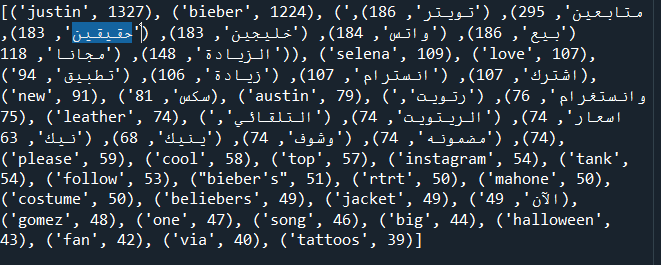 [('justin', 1327), ('bieber', 1224), ('متابعين', 295), ('تويتر', 186),
('بيع', 186), ('واتس', 184), ('خليجين', 183), ('حقيقين', 183),
('الزيادة', 148), ('مجانا', 118), ('selena', 109), ('love', 107),
('اشترك', 107), ('انسترام', 107), ('زيادة', 106), ('تطبيق', 94),
('new', 91), ('سكس', 81), ('austin', 79), ('رتويت', 76), ('وانستغرام',
75), ('leather', 74), ('التلقائي', 74), ('الريتويت', 74), ('اسعار',
74), ('مضمونه', 74), ('وشوف', 74), ('ينيك', 68), ('نيك', 63),
('please', 59), ('cool', 58), ('top', 57), ('instagram', 54), ('tank',
54), ('follow', 53), ("bieber's", 51), ('rtrt', 50), ('mahone', 50),
('costume', 50), ('beliebers', 49), ('jacket', 49), ('الآن', 49),
('gomez', 48), ('one', 47), ('song', 46), ('big', 44), ('halloween',
43), ('fan', 42), ('via', 40), ('tattoos', 39)]